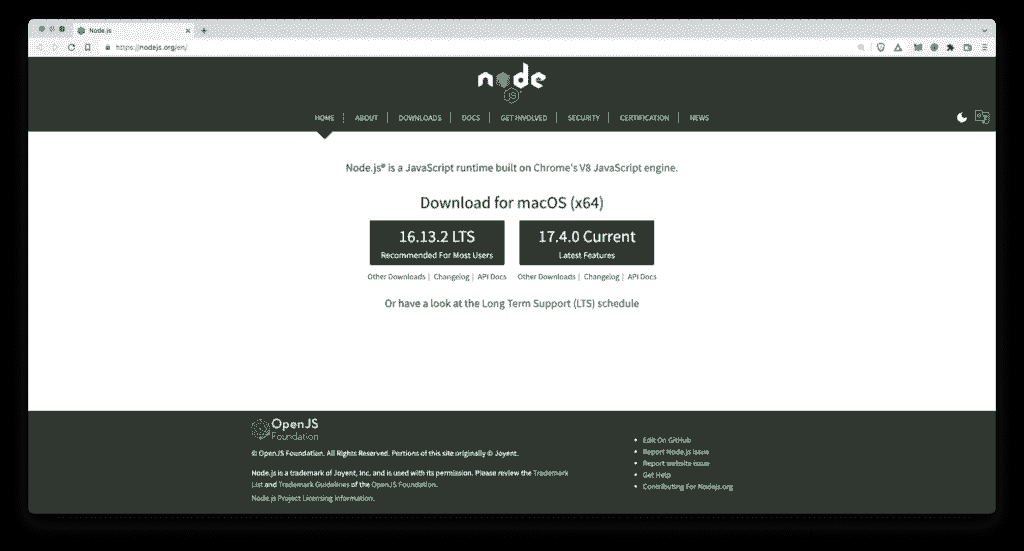 Node.js
https://nodejs.org/en/
node
JS
HOME | ABOUT | DOWNLOADS | DOCS | GET INVOLVED | SECURITY | CERTIFICATION | NEWS
Node.js® is a JavaScript runtime built on Chrome's V8 JavaScript engine.
Download for macOS (x64)
16.13.2 LTS
Recommended For Most Users
17.4.0 Current
Latest Features
Other Downloads | Changelog | API Docs
Other Downloads | Changelog | API Docs
Or have a look at the Long Term Support (LTS) schedule
OpenJS
Foundation
© OpenJS Foundation. All Rights Reserved. Portions of this site originally © Joyent.
Node.js is a trademark of Joyent, Inc. and is used with its permission. Please review the Trademark
List and Trademark Guidelines of the OpenJS Foundation.
Node.js Project Licensing Information.
Edit On GitHub
Report Node.js issue
Report website issue
Get Help
Contributing For Nodejs.org